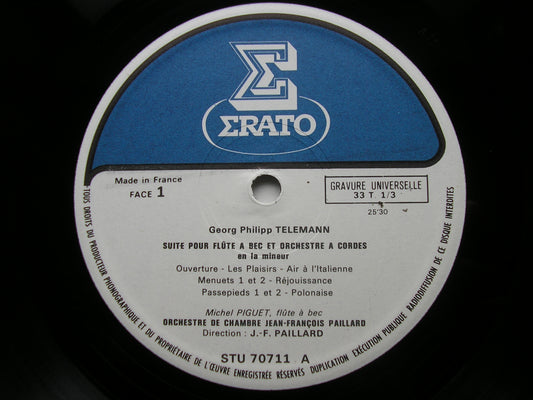 Σ
ΣRATO
Made in France
FACE 1
GRAVURE UNIVERSELLE
33 T. 1/3
25'30
Georg Philipp TELEMANN
SUITE POUR FLÛTE A BEC ET ORCHESTRE A CORDES
en la mineur
Ouverture - Les Plaisirs - Air à l'Italienne
Menuets 1 et 2 - Réjouissance
Passepieds 1 et 2 - Polonaise
Michel PIGUET, flûte à bec
ORCHESTRE DE CHAMBRE JEAN-FRANÇOIS PAILLARD
Direction : J.-F. PAILLARD
STU 70711 A
TOUS DROITS DU PRODUCTEUR PHONOGRAPHIQUE ET DU PROPRIÉTAIRE DE L'ŒUVRE ENREGISTRÉE RÉSERVÉS DUPLICATION EXÉCUTION PUBLIQUE RADIODIFFUSION DE CE DISQUE INTERDITES